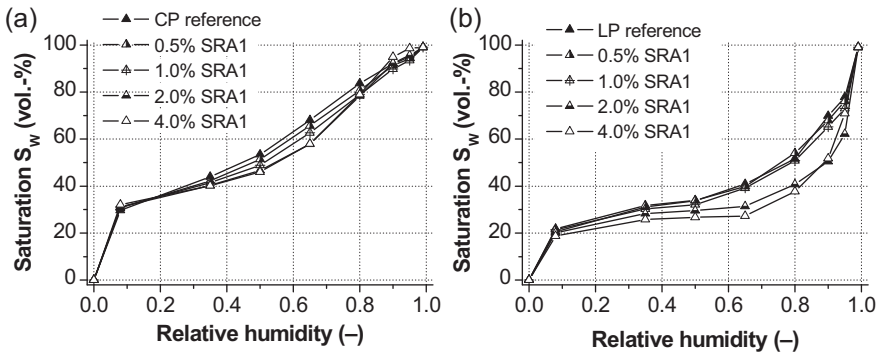 (a)
CP reference
0.5% SRA1
1.0% SRA1
2.0% SRA1
4.0% SRA1
100
80
60
40
20
0
Saturation S_w (vol.-%)
0.0 0.2 0.4 0.6 0.8 1.0
Relative humidity (–)
(b)
LP reference
0.5% SRA1
1.0% SRA1
2.0% SRA1
4.0% SRA1
100
80
60
40
20
0
Saturation S_w (vol.-%)
0.0 0.2 0.4 0.6 0.8 1.0
Relative humidity (–)